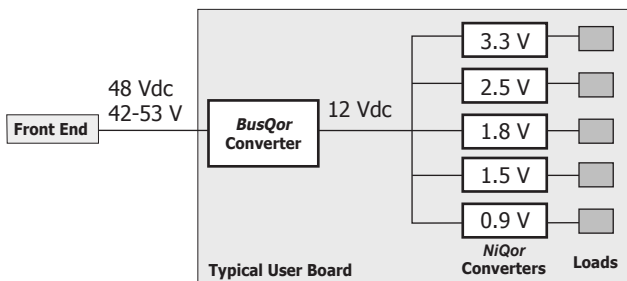 48 Vdc
42-53 V
Front End
BusQor
Converter
12 Vdc
3.3 V
2.5 V
1.8 V
1.5 V
0.9 V
NiQor
Converters
Loads
Typical User Board